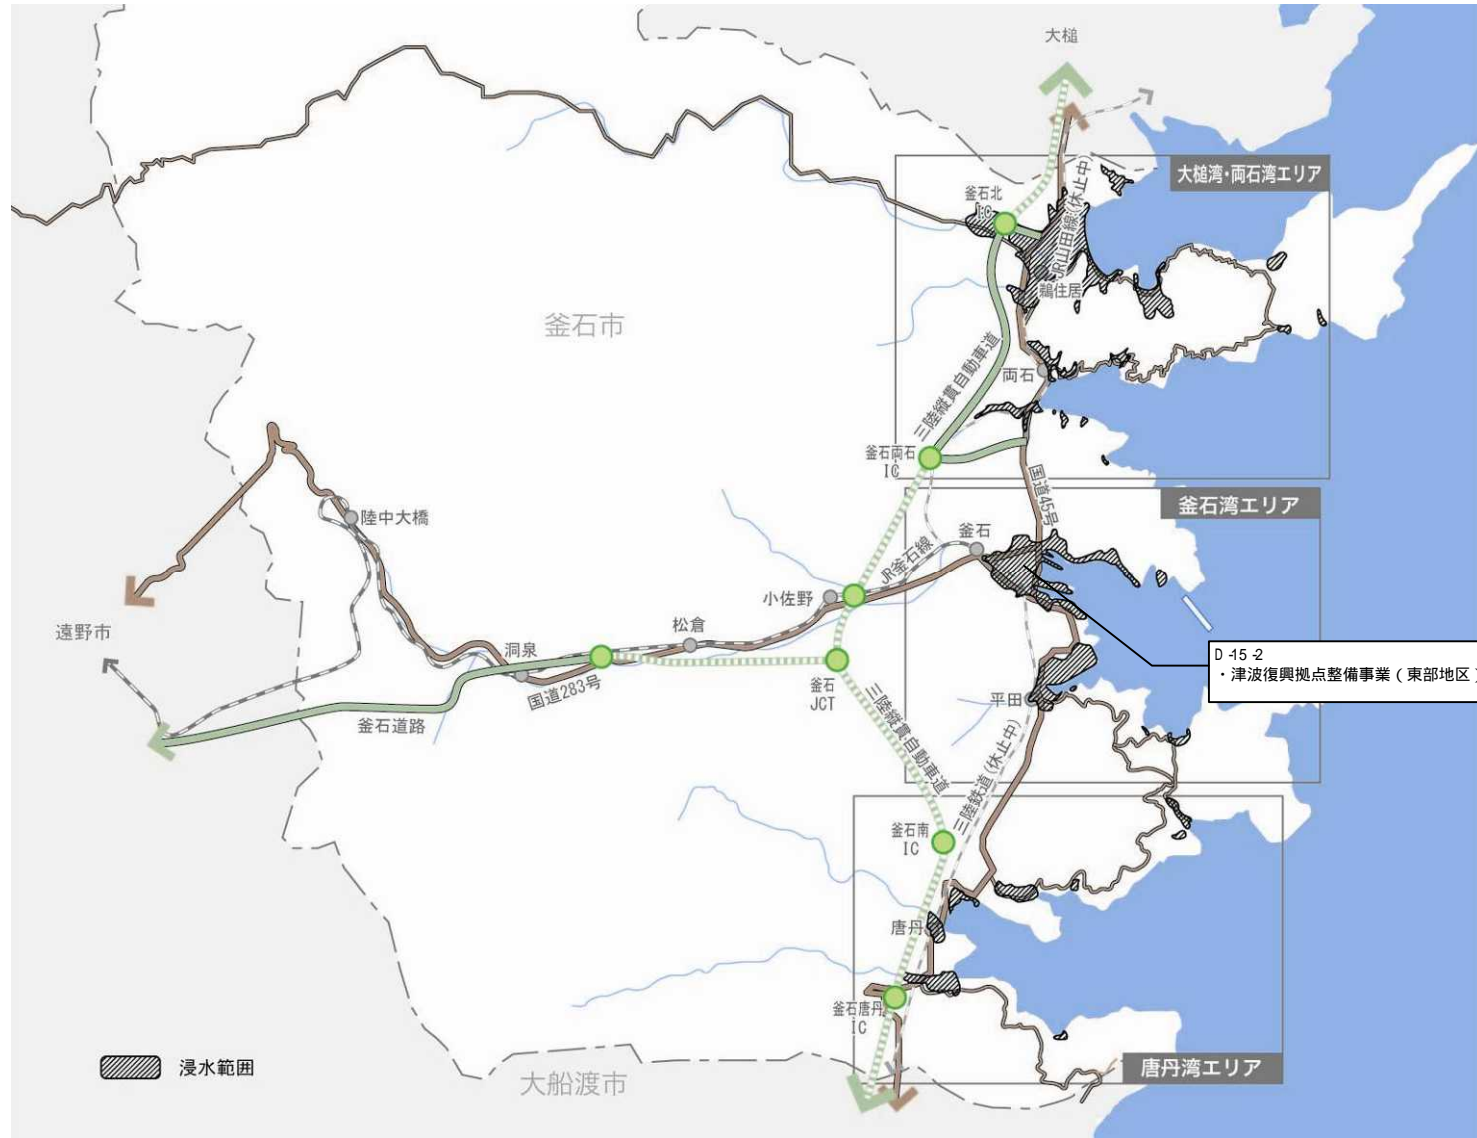 大槌
大槌湾・両石湾エリア
釜石北
IC
JR山田線(休止中)
鵜住居
釜石市
三陸縦貫自動車道
両石
釜石両石
IC
国道45号
釜石湾エリア
陸中大橋
釜石
JR釜石線
小佐野
遠野市
松倉
洞泉
国道283号
D-15-2
・津波復興拠点整備事業(東部地区)
釜石
JCT
平田
釜石道路
三陸縦貫自動車道
三陸鉄道(休止中)
釜石南
IC
唐丹
釜石唐丹
IC
浸水範囲
唐丹湾エリア
大船渡市